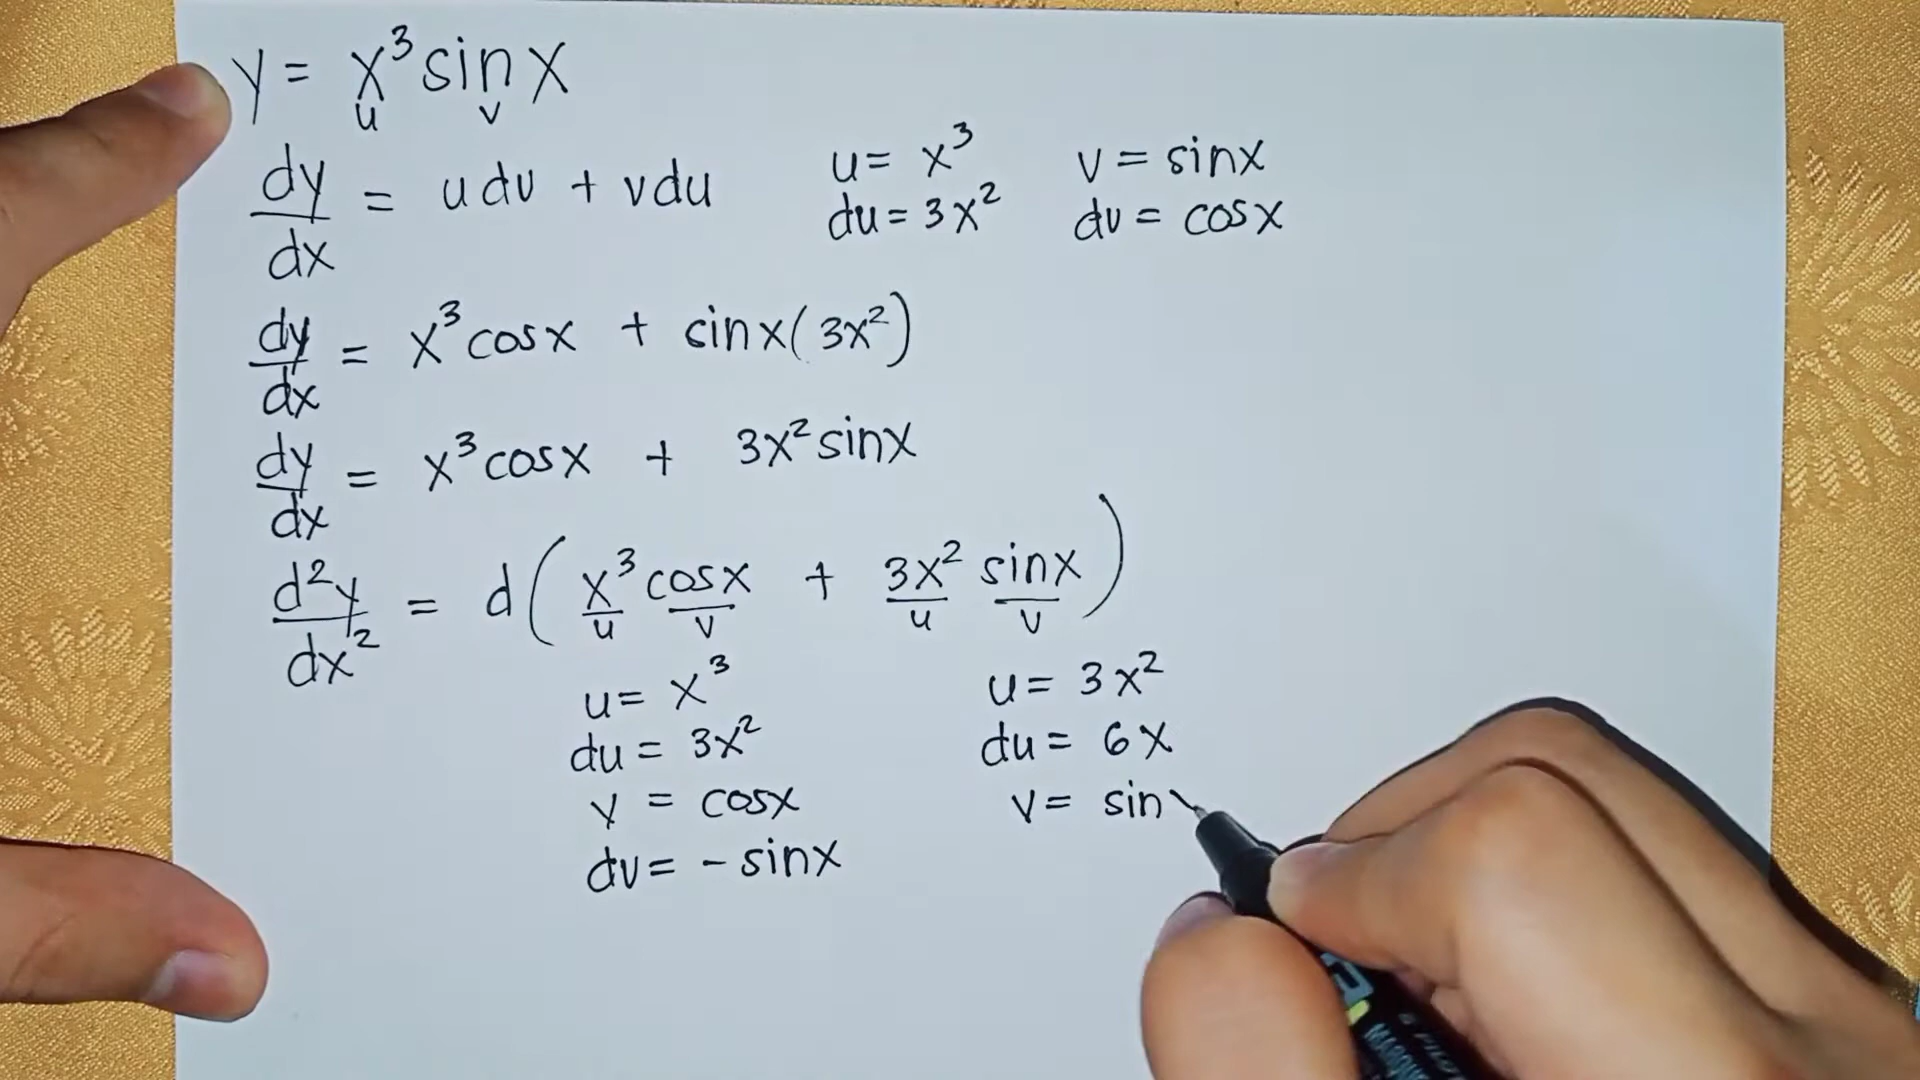 y = x³ sin x
u v
dy/dx = u dv + v du
u = x³ v = sin x
du = 3x² dv = cos x
dy/dx = x³ cos x + sin x (3x²)
dy/dx = x³ cos x + 3x² sin x
d²y/dx² = d( x³ cos x + 3x² sin x )
u v u v
u = x³ u = 3x²
du = 3x² du = 6x
v = cos x v = sin
dv = - sin x
PILOT